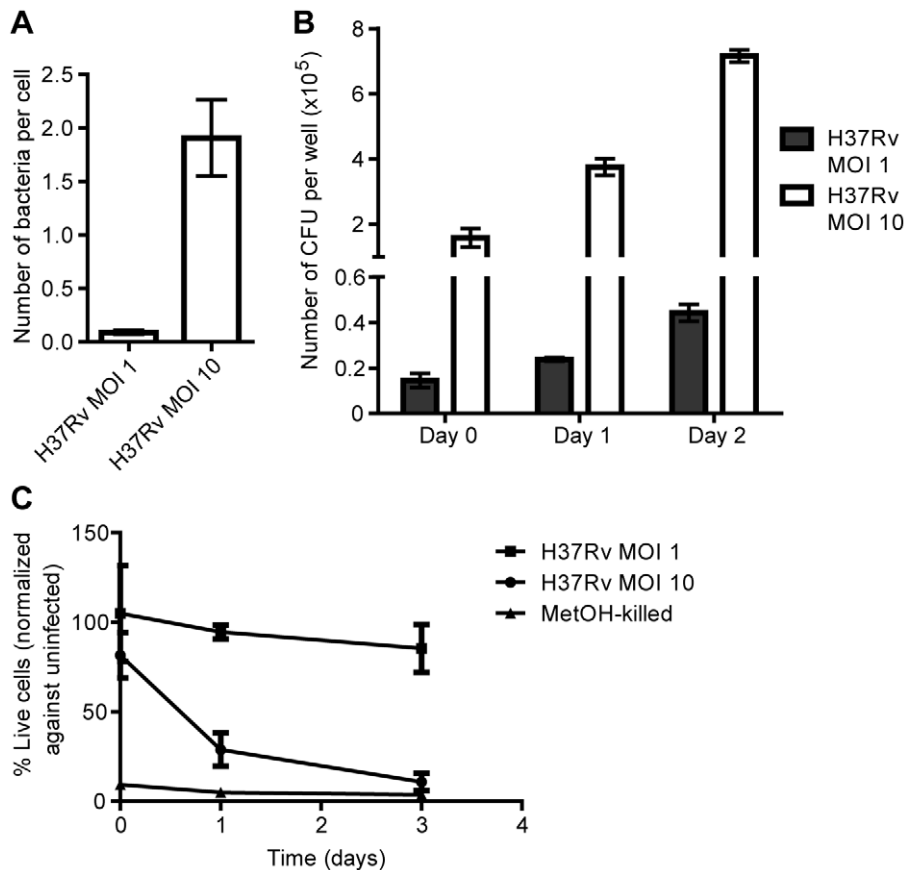 A
Number of bacteria per cell
2.5
2.0
1.5
1.0
0.5
0.0
H37Rv MOI 1
H37Rv MOI 10
B
Number of CFU per well (x10⁵)
8
6
4
2
0.6
0.4
0.2
0
Day 0
Day 1
Day 2
H37Rv
MOI 1
H37Rv
MOI 10
C
% Live cells (normalized
against uninfected)
150
100
50
0
0
1
2
3
4
Time (days)
H37Rv MOI 1
H37Rv MOI 10
MetOH-killed